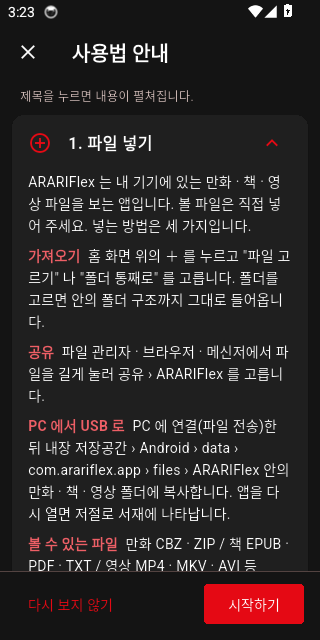 3:23
사용법 안내
제목을 누르면 내용이 펼쳐집니다.
1. 파일 넣기
ARARIFlex 는 내 기기에 있는 만화 · 책 · 영
상 파일을 보는 앱입니다. 볼 파일은 직접 넣
어 주세요. 넣는 방법은 세 가지입니다.
가져오기 홈 화면 위의 ＋ 를 누르고 "파일 고
르기" 나 "폴더 통째로" 를 고릅니다. 폴더를
고르면 안의 폴더 구조까지 그대로 들어옵니
다.
공유 파일 관리자 · 브라우저 · 메신저에서 파
일을 길게 눌러 공유 › ARARIFlex 를 고릅니
다.
PC 에서 USB 로 PC 에 연결(파일 전송)한
뒤 내장 저장공간 › Android › data ›
com.arariflex.app › files › ARARIFlex 안의
만화 · 책 · 영상 폴더에 복사합니다. 앱을 다
시 열면 저절로 서재에 나타납니다.
볼 수 있는 파일 만화 CBZ · ZIP / 책 EPUB ·
PDF · TXT / 영상 MP4 · MKV · AVI 등
다시 보지 않기
시작하기